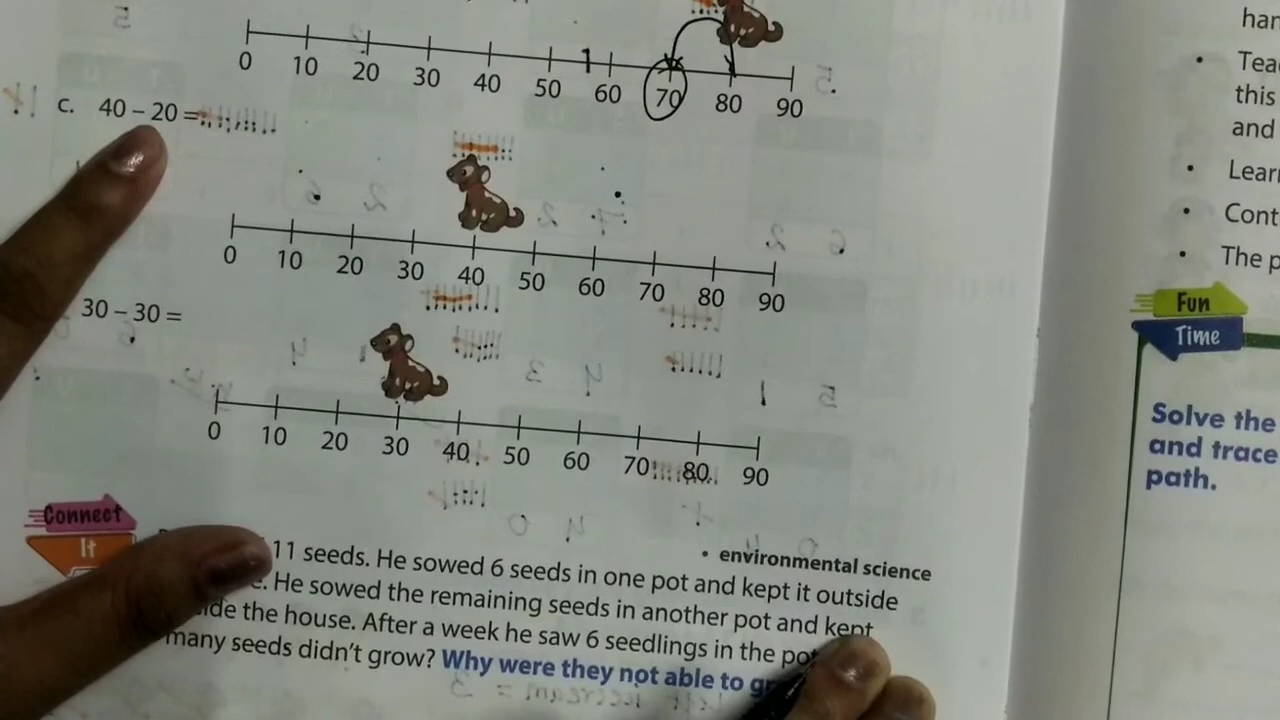 0 10 20 30 40 50 60 70 80 90
c. 40 – 20 =
0 10 20 30 40 50 60 70 80 90
30 – 30 =
0 10 20 30 40 50 60 70 80 90
Connect
It
• environmental science
11 seeds. He sowed 6 seeds in one pot and kept it outside
He sowed the remaining seeds in another pot and kept
the house. After a week he saw 6 seedlings in the
many seeds didn't grow? Why were they not able to
Tea
this
and
• Lear
• Cont
• The
Fun
Time
Solve the
and trace
path.